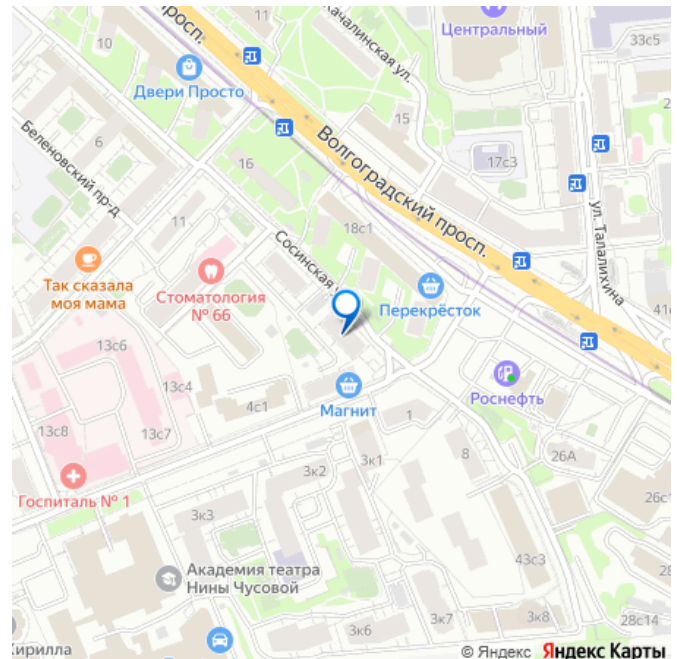 11
Качалинская ул.
Центральный
33с5
просп.
10
Двери Просто
15
6
Беленовский пр-д
16
Волгоградский просп.
17с3
ул. Талалихина
11
18с1
Сосинская у
Так сказала
моя мама
Стоматология
№ 66
Перекрёсток
13с6
13с4
4с1
Магнит
1
Роснефть
13с8
13с7
8
26А
3к1
3к2
Госпиталь № 1
3к3
Академия театра
Нины Чусовой
43с3
3к6
3к7
3к8
28с14
Кирилла
© Яндекс Яндекс Карты